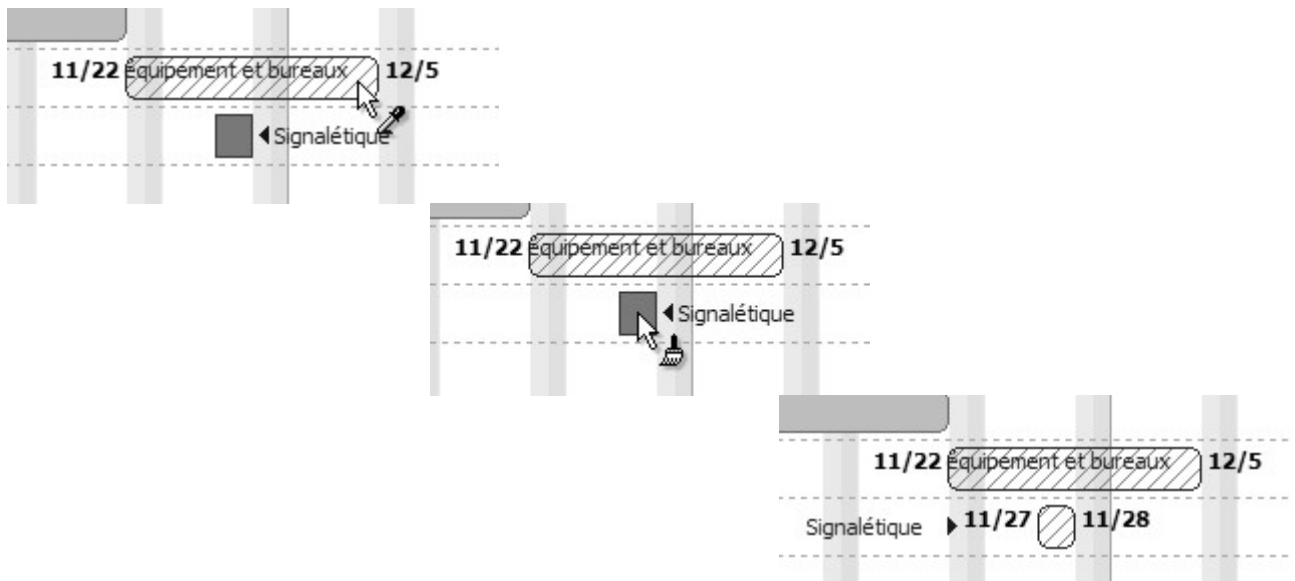 11/22 équipement et bureaux 12/5
Signalétique
11/22 équipement et bureaux 12/5
Signalétique
11/22 équipement et bureaux 12/5
Signalétique 11/27 11/28